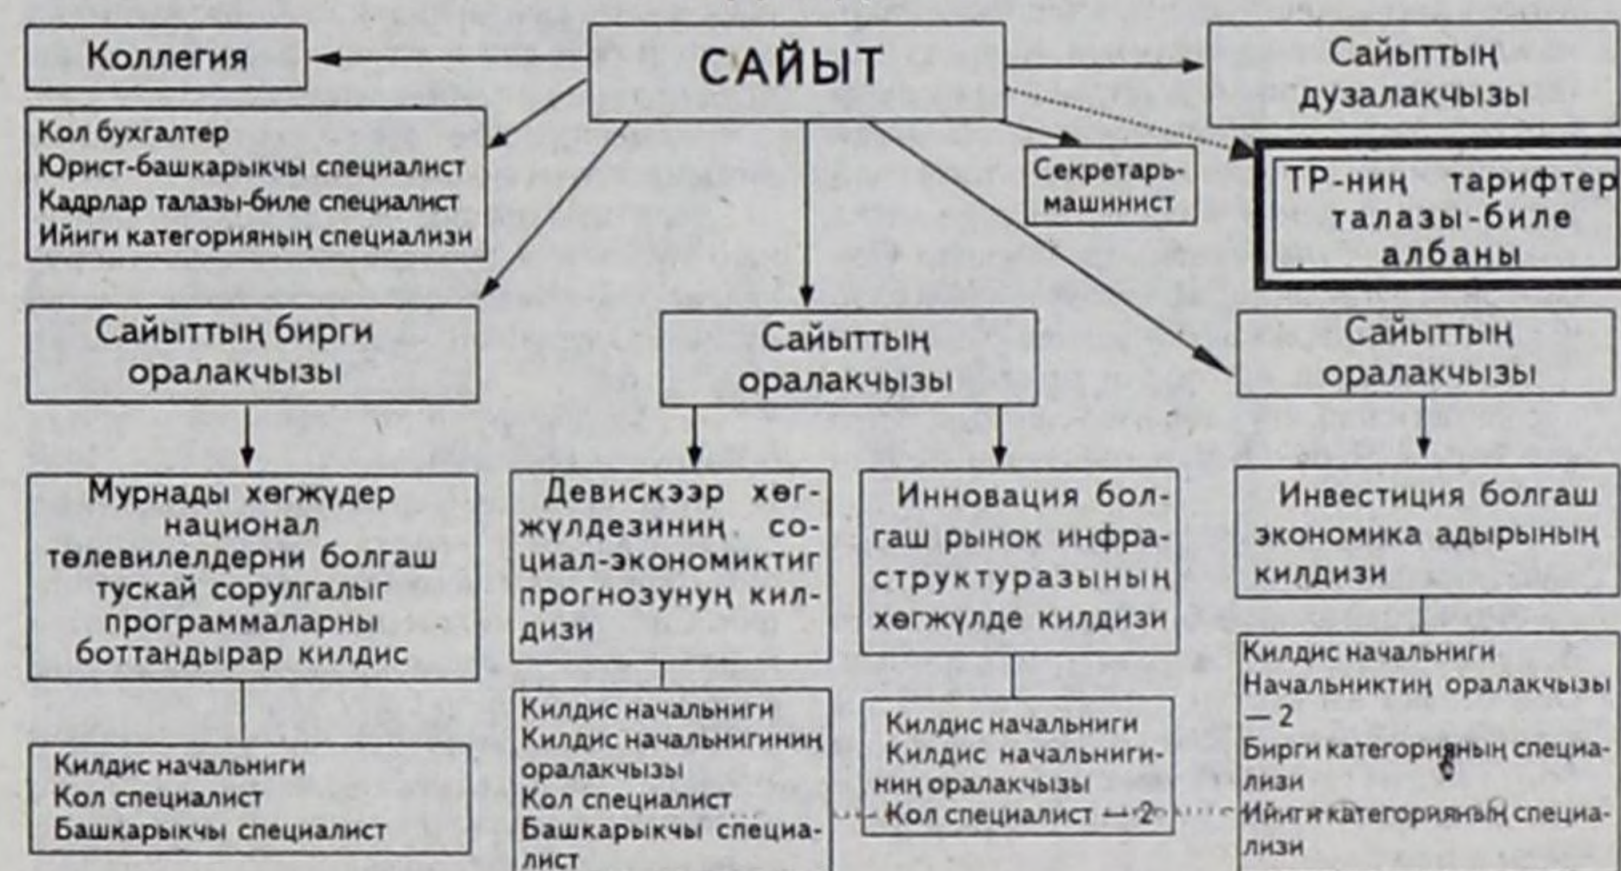 Коллегия
САЙЫТ
Сайыттың
дузалакчызы
Кол бухгалтер
Юрист-башкарыкчы специалист
Кадрлар талазы-биле специалист
Ийиги категорияның специализи
Секретарь-
машинист
ТР-ниң тарифтер
талазы-биле
албаны
Сайыттың бирги
оралакчызы
Сайыттың
оралакчызы
Сайыттың
оралакчызы
Мурнады хөгжүдер
национал
төлевилелдерни болгаш
тускай сорулгалыг
программаларны
боттандырар килдис
Девискээр хөг-
жүлдезиниң со-
циал-экономиктиг
прогнозунуң кил-
дизи
Инновация бол-
гаш рынок инфра-
структуразының
хөгжүлде килдизи
Инвестиция болгаш
экономика адырының
килдизи
Килдис начальниги
Кол специалист
Башкарыкчы специалист
Килдис начальниги
Килдис начальнигиниң
оралакчызы
Кол специалист
Башкарыкчы специа-
лист
Килдис начальниги
Килдис начальниги-
ниң оралакчызы
Кол специалист — 2
Килдис начальниги
Начальниктиң оралакчызы
— 2
Бирги категорияның специа-
лизи
Ийиги категорияның специа-
лизи